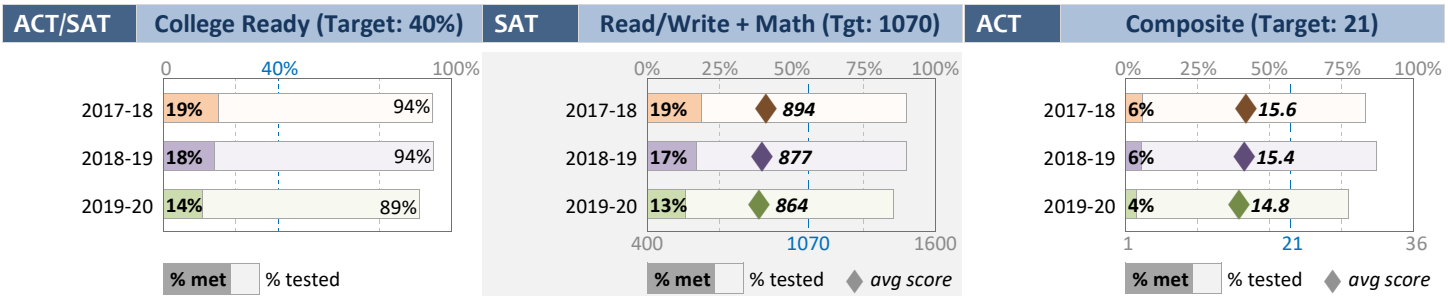 ACT/SAT College Ready (Target: 40%)
0 40% 100%
2017-18 19% 94%
2018-19 18% 94%
2019-20 14% 89%
% met % tested
SAT Read/Write + Math (Tgt: 1070)
0% 25% 50% 75% 100%
2017-18 19% 894
2018-19 17% 877
2019-20 13% 864
400 1070 1600
% met % tested avg score
ACT Composite (Target: 21)
0% 25% 50% 75% 100%
2017-18 6% 15.6
2018-19 6% 15.4
2019-20 4% 14.8
1 21 36
% met % tested avg score